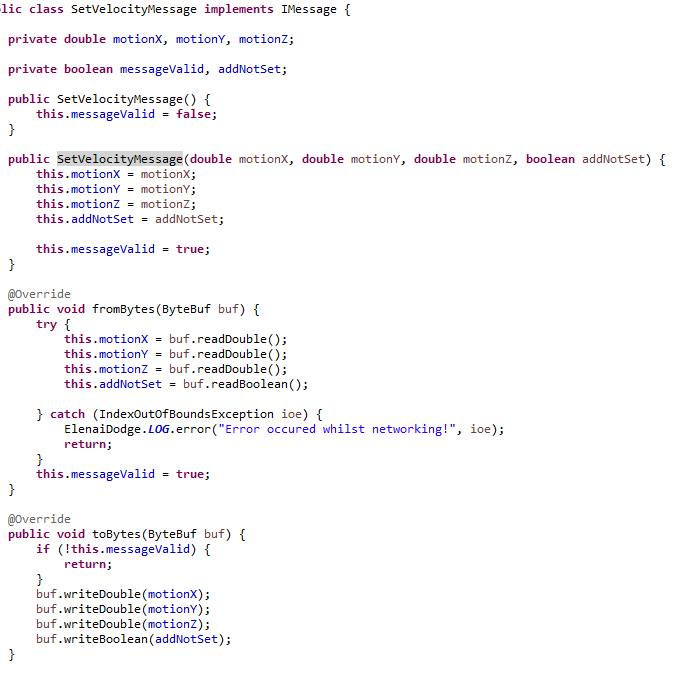 lic class SetVelocityMessage implements IMessage {
private double motionX, motionY, motionZ;
private boolean messageValid, addNotSet;
public SetVelocityMessage() {
this.messageValid = false;
}
public SetVelocityMessage(double motionX, double motionY, double motionZ, boolean addNotSet) {
this.motionX = motionX;
this.motionY = motionY;
this.motionZ = motionZ;
this.addNotSet = addNotSet;
this.messageValid = true;
}
@Override
public void fromBytes(ByteBuf buf) {
try {
this.motionX = buf.readDouble();
this.motionY = buf.readDouble();
this.motionZ = buf.readDouble();
this.addNotSet = buf.readBoolean();
} catch (IndexOutOfBoundsException ioe) {
ElenaiDodge.LOG.error("Error occured whilst networking!", ioe);
return;
}
this.messageValid = true;
}
@Override
public void toBytes(ByteBuf buf) {
if (!this.messageValid) {
return;
}
buf.writeDouble(motionX);
buf.writeDouble(motionY);
buf.writeDouble(motionZ);
buf.writeBoolean(addNotSet);
}